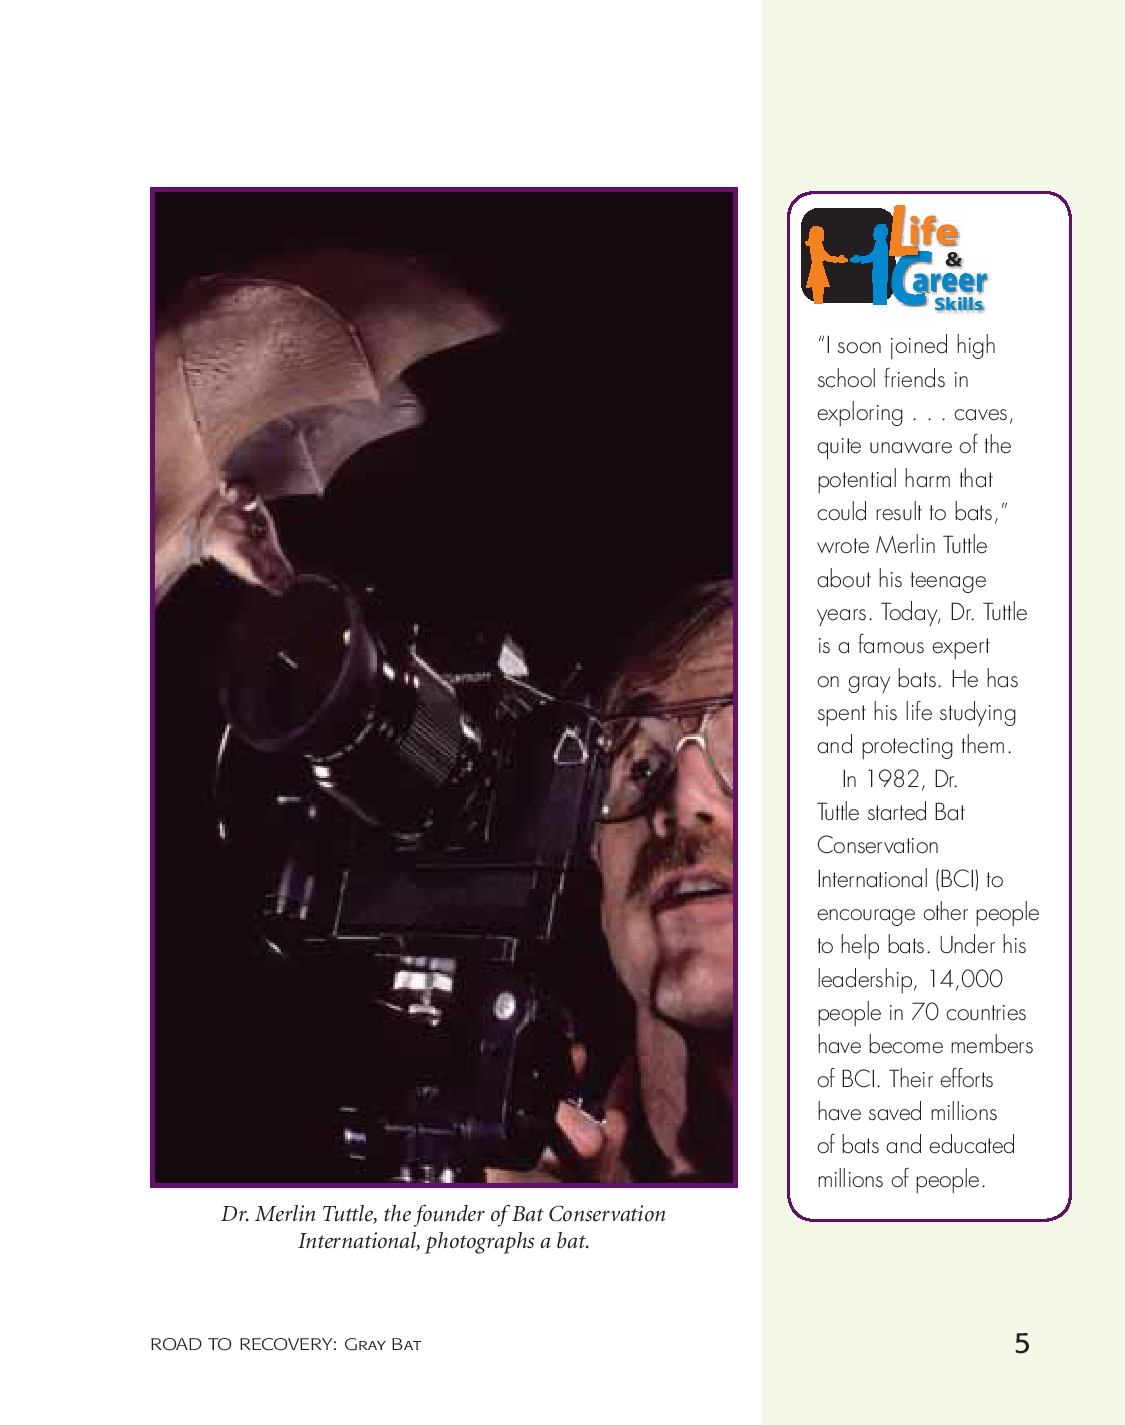 Life
&
Career
Skills
“I soon joined high
school friends in
exploring . . . caves,
quite unaware of the
potential harm that
could result to bats,”
wrote Merlin Tuttle
about his teenage
years. Today, Dr. Tuttle
is a famous expert
on gray bats. He has
spent his life studying
and protecting them.
In 1982, Dr.
Tuttle started Bat
Conservation
International (BCI) to
encourage other people
to help bats. Under his
leadership, 14,000
people in 70 countries
have become members
of BCI. Their efforts
have saved millions
of bats and educated
millions of people.
Dr. Merlin Tuttle, the founder of Bat Conservation
International, photographs a bat.
ROAD TO RECOVERY: GRAY BAT
5